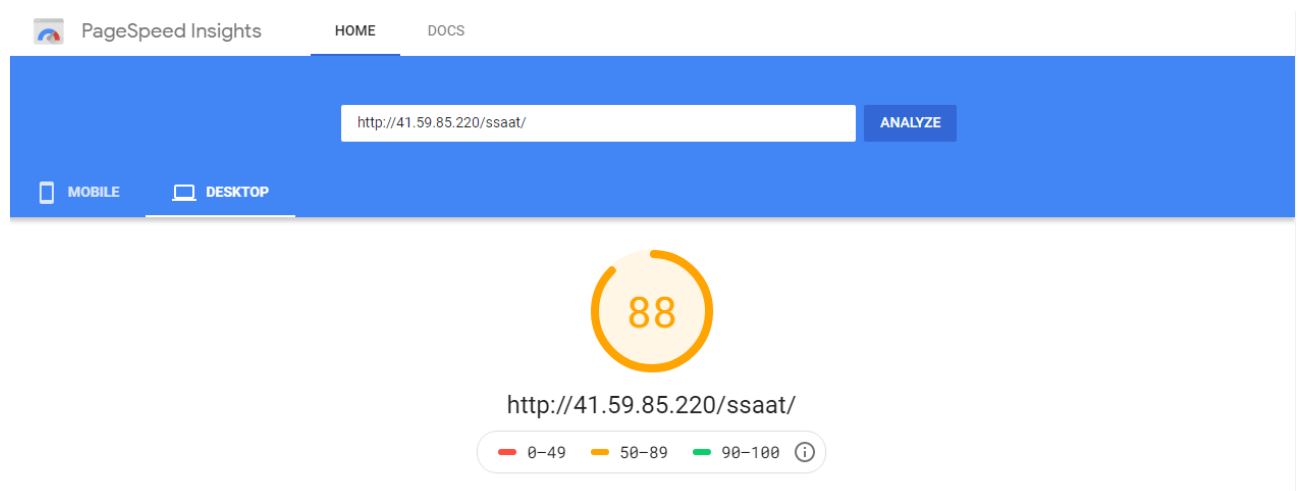 PageSpeed Insights HOME DOCS
http://41.59.85.220/ssaat/ ANALYZE
MOBILE DESKTOP
88
http://41.59.85.220/ssaat/
0–49 50–89 90–100